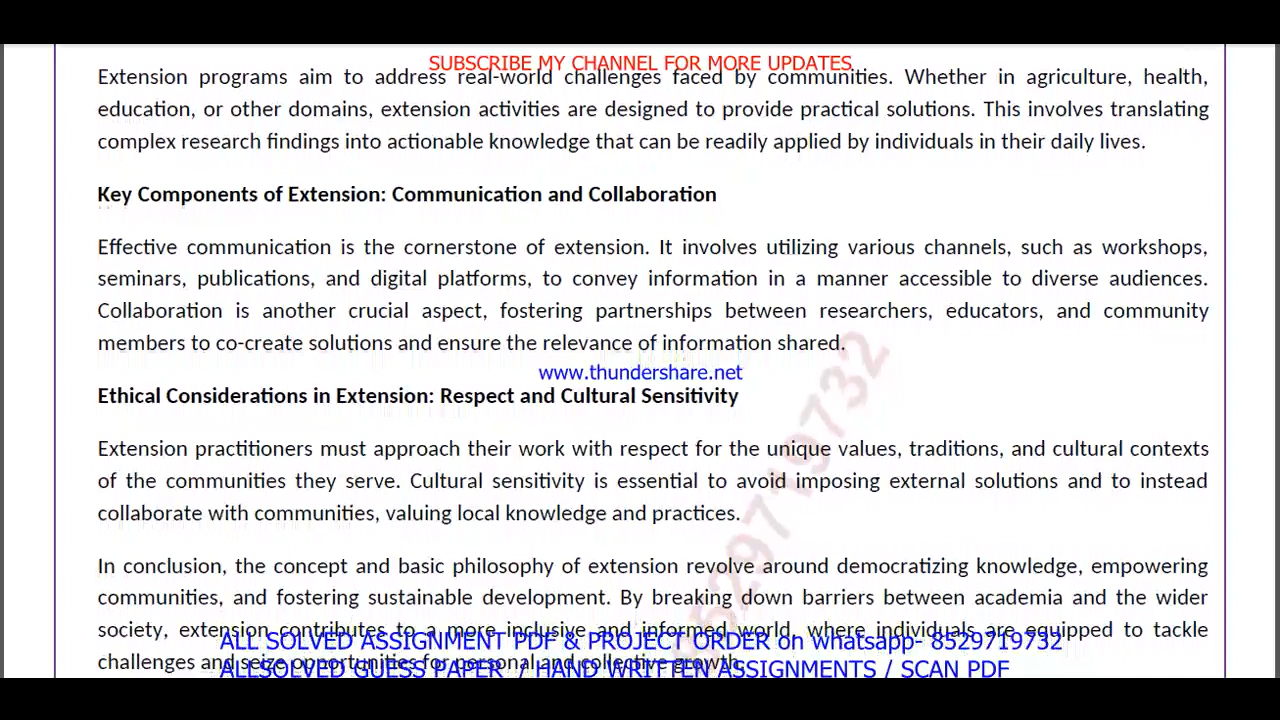 SUBSCRIBE MY CHANNEL FOR MORE UPDATES
Extension programs aim to address real-world challenges faced by communities. Whether in agriculture, health,
education, or other domains, extension activities are designed to provide practical solutions. This involves translating
complex research findings into actionable knowledge that can be readily applied by individuals in their daily lives.
Key Components of Extension: Communication and Collaboration
Effective communication is the cornerstone of extension. It involves utilizing various channels, such as workshops,
seminars, publications, and digital platforms, to convey information in a manner accessible to diverse audiences.
Collaboration is another crucial aspect, fostering partnerships between researchers, educators, and community
members to co-create solutions and ensure the relevance of information shared.
www.thundershare.net
Ethical Considerations in Extension: Respect and Cultural Sensitivity
Extension practitioners must approach their work with respect for the unique values, traditions, and cultural contexts
of the communities they serve. Cultural sensitivity is essential to avoid imposing external solutions and to instead
collaborate with communities, valuing local knowledge and practices.
In conclusion, the concept and basic philosophy of extension revolve around democratizing knowledge, empowering
communities, and fostering sustainable development. By breaking down barriers between academia and the wider
society, extension contributes to a more inclusive and informed world, where individuals are equipped to tackle
ALL SOLVED ASSIGNMENT PDF & PROJECT ORDER on whatsapp- 8529719732
challenges and seize opportunities for personal and collective growth.
ALLSOLVED GUESS PAPER / HAND WRITTEN ASSIGNMENTS / SCAN PDF
8529719732